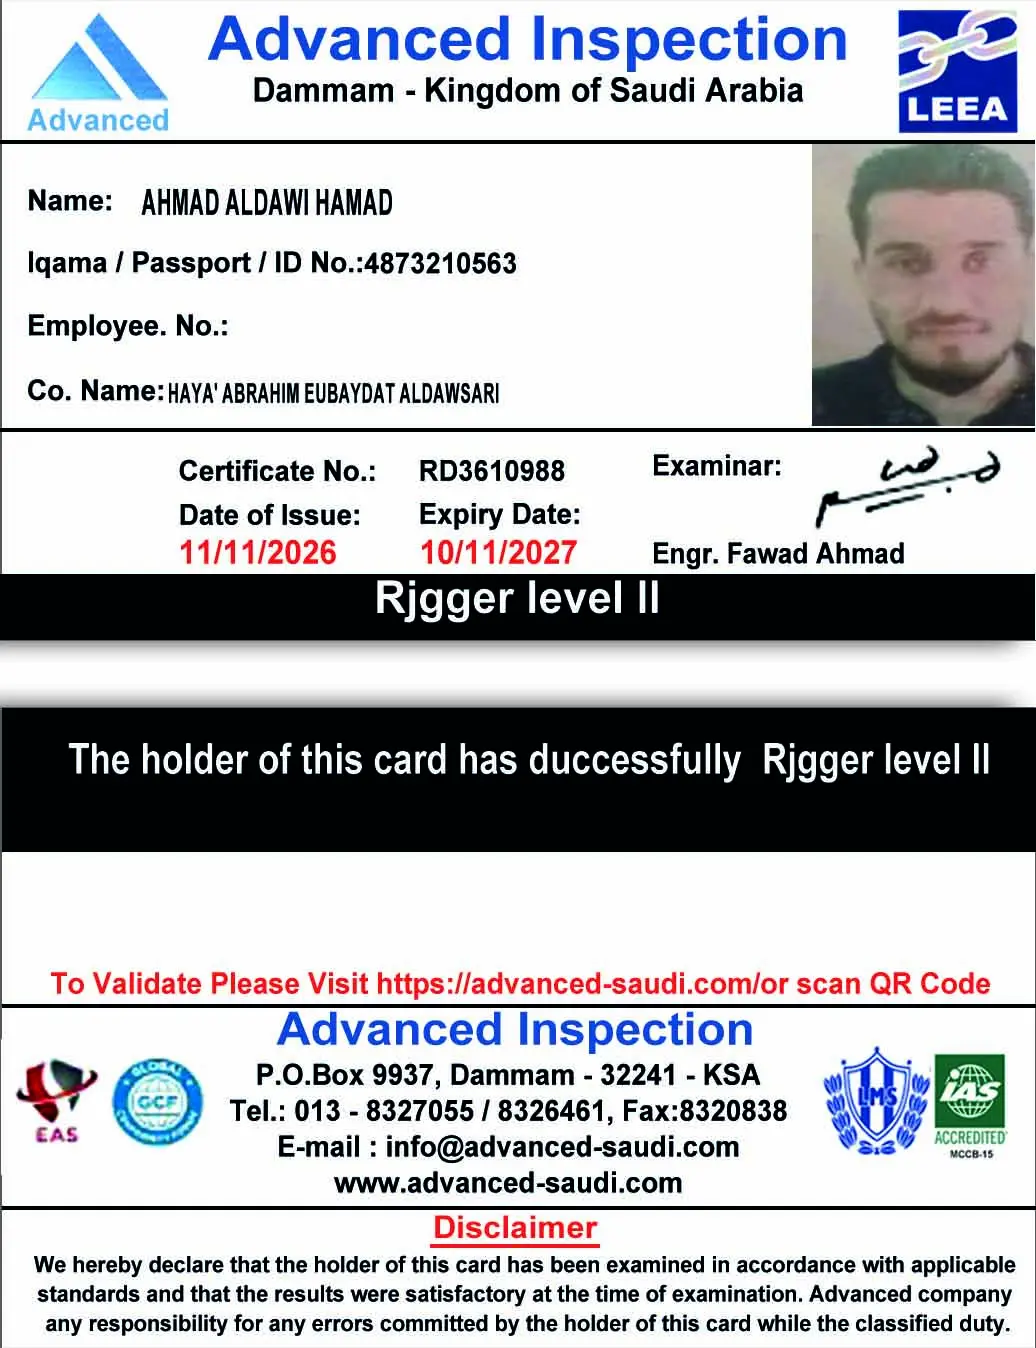 Advanced Inspection
Dammam - Kingdom of Saudi Arabia
Advanced
LEEA
Name: AHMAD ALDAWI HAMAD
Iqama / Passport / ID No.:4873210563
Employee. No.:
Co. Name: HAYA' ABRAHIM EUBAYDAT ALDAWSARI
Certificate No.: RD3610988
Examinar:
Date of Issue: Expiry Date:
11/11/2026 10/11/2027
Engr. Fawad Ahmad
Rjgger level II
The holder of this card has duccessfully Rjgger level II
To Validate Please Visit https://advanced-saudi.com/or scan QR Code
Advanced Inspection
P.O.Box 9937, Dammam - 32241 - KSA
Tel.: 013 - 8327055 / 8326461, Fax:8320838
E-mail : info@advanced-saudi.com
www.advanced-saudi.com
EAS
GLOBAL
GCF
LMS
IAS
ACCREDITED
MCCB-15
Disclaimer
We hereby declare that the holder of this card has been examined in accordance with applicable
standards and that the results were satisfactory at the time of examination. Advanced company
any responsibility for any errors committed by the holder of this card while the classified duty.